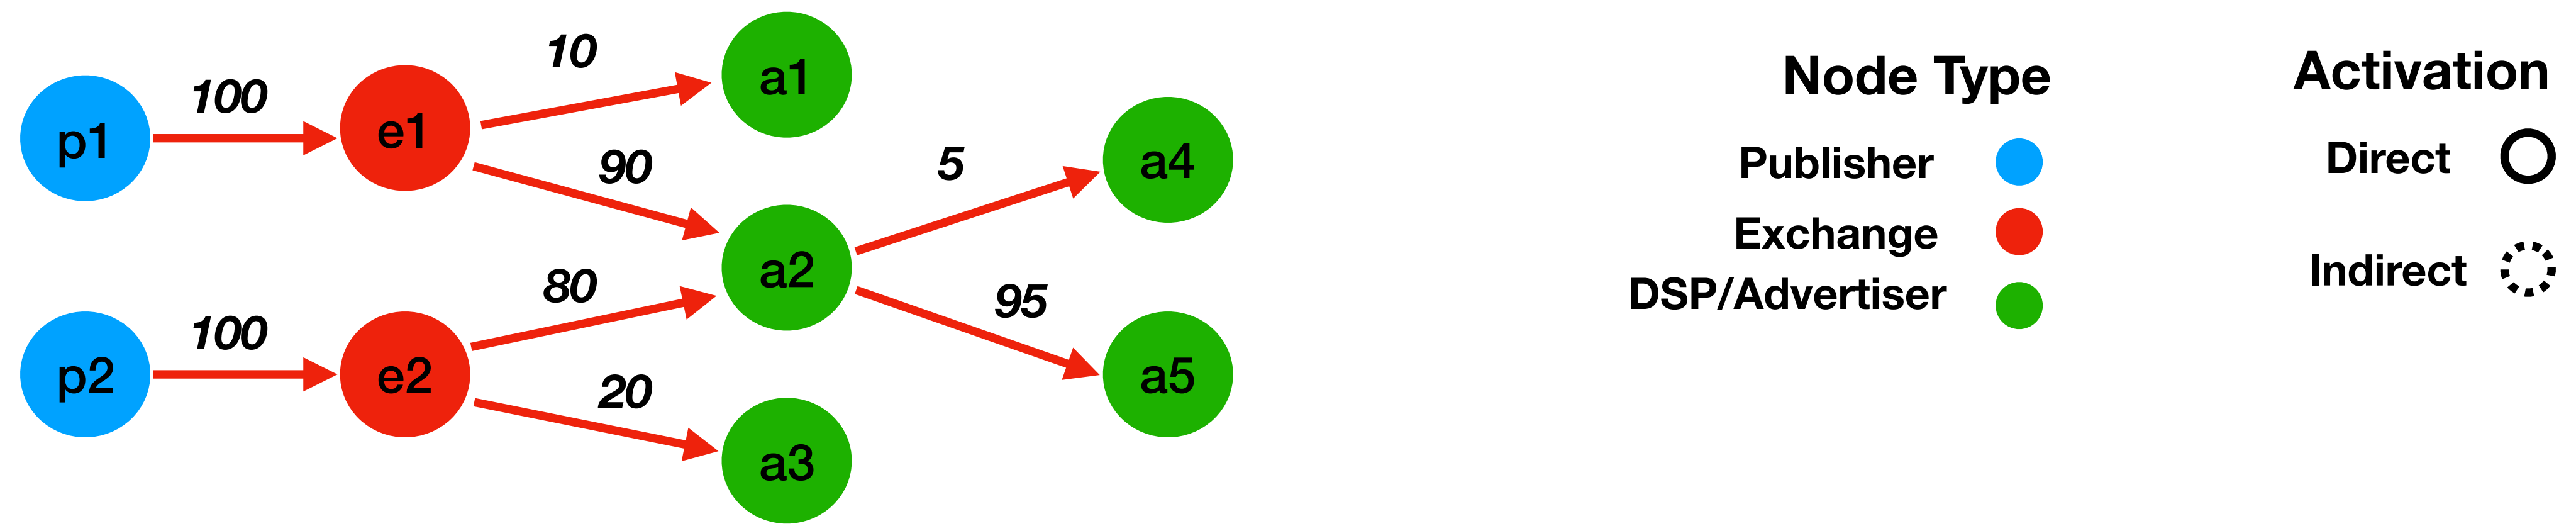 p1
100
e1
10
a1
90
a2
5
a4
95
a5
p2
100
e2
80
20
a3
Node Type
Publisher
Exchange
DSP/Advertiser
Activation
Direct
Indirect